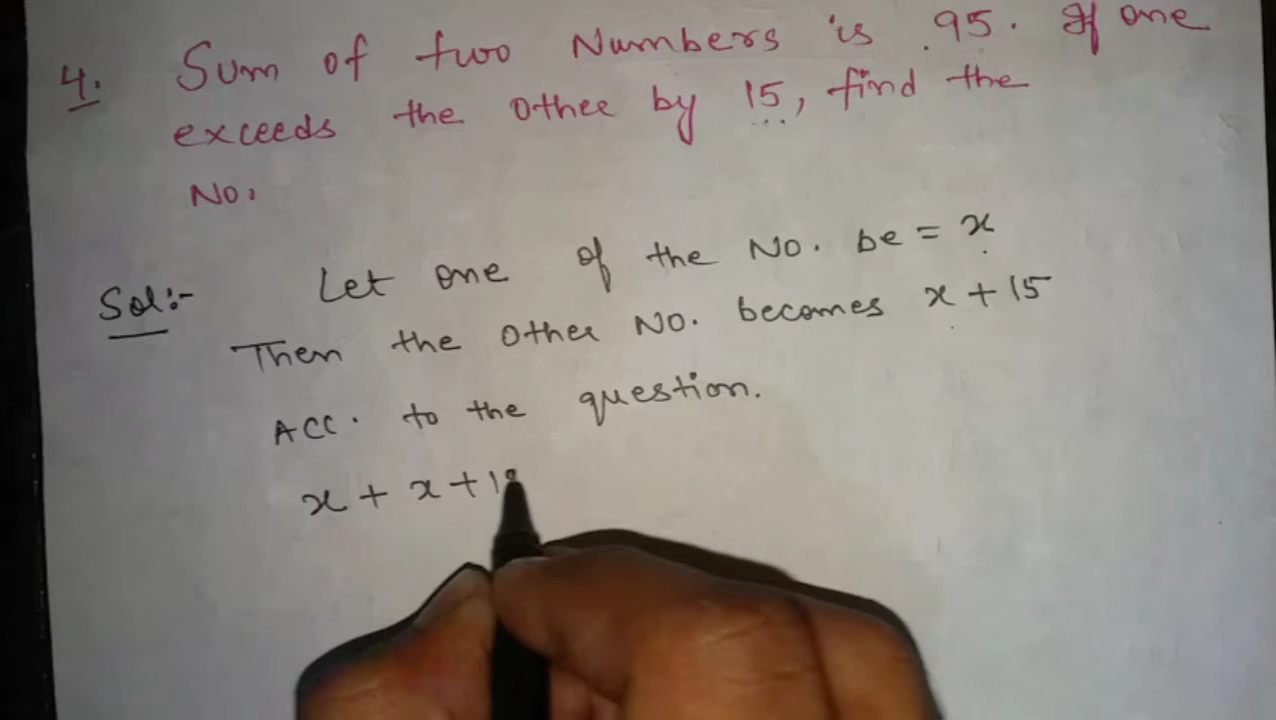 4. Sum of two Numbers is .95. If one
exceeds the other by 15, find the
No.
Sol:- Let one of the No. be = x
Then the other No. becomes x + 15
ACC. to the question.
x + x + 1